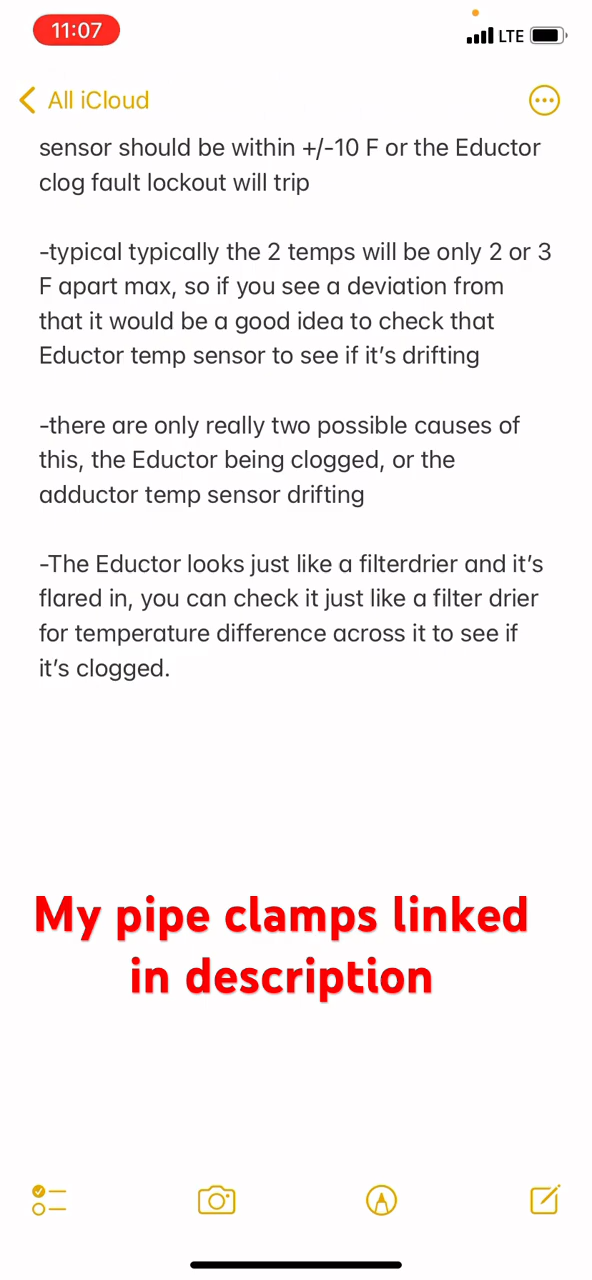 11:07
LTE
All iCloud
sensor should be within +/-10 F or the Eductor
clog fault lockout will trip
-typical typically the 2 temps will be only 2 or 3
F apart max, so if you see a deviation from
that it would be a good idea to check that
Eductor temp sensor to see if it's drifting
-there are only really two possible causes of
this, the Eductor being clogged, or the
adductor temp sensor drifting
-The Eductor looks just like a filterdrier and it's
flared in, you can check it just like a filter drier
for temperature difference across it to see if
it's clogged.
My pipe clamps linked
in description